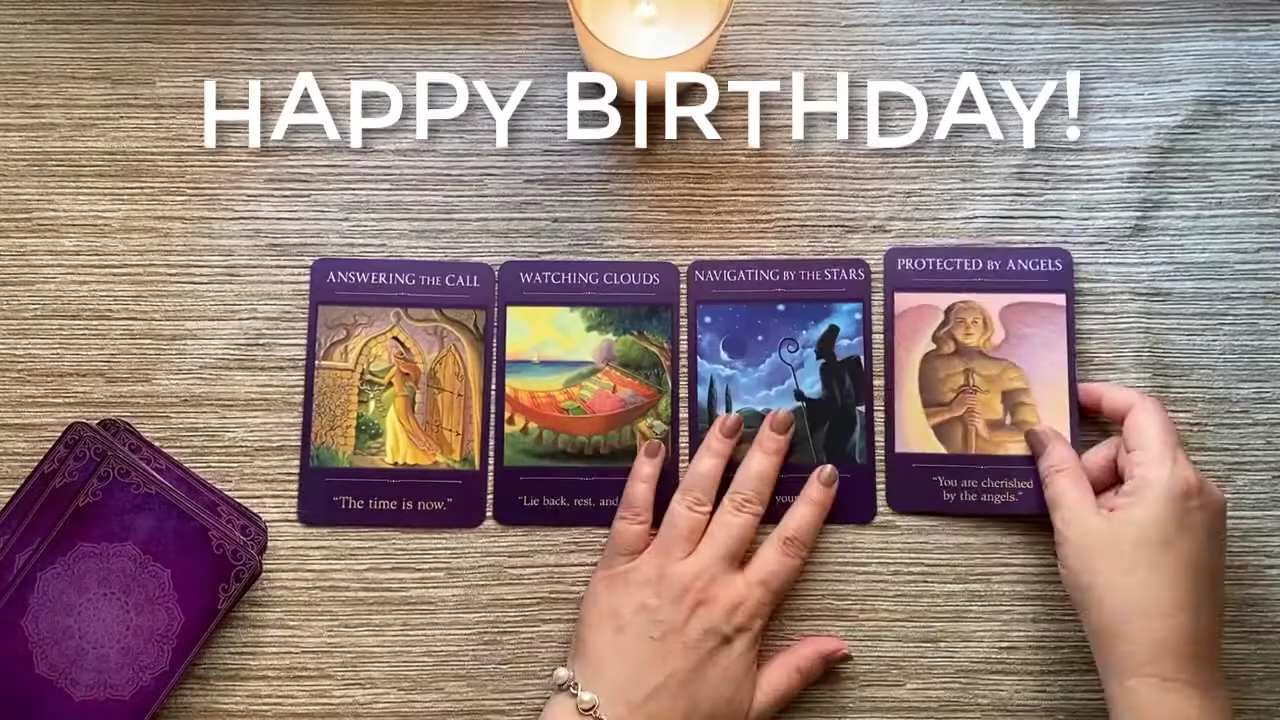 HAPPY BIRTHDAY!
ANSWERING THE CALL
WATCHING CLOUDS
NAVIGATING BY THE STARS
PROTECTED BY ANGELS
"The time is now."
"Lie back, rest, and
"You are cherished
by the angels."